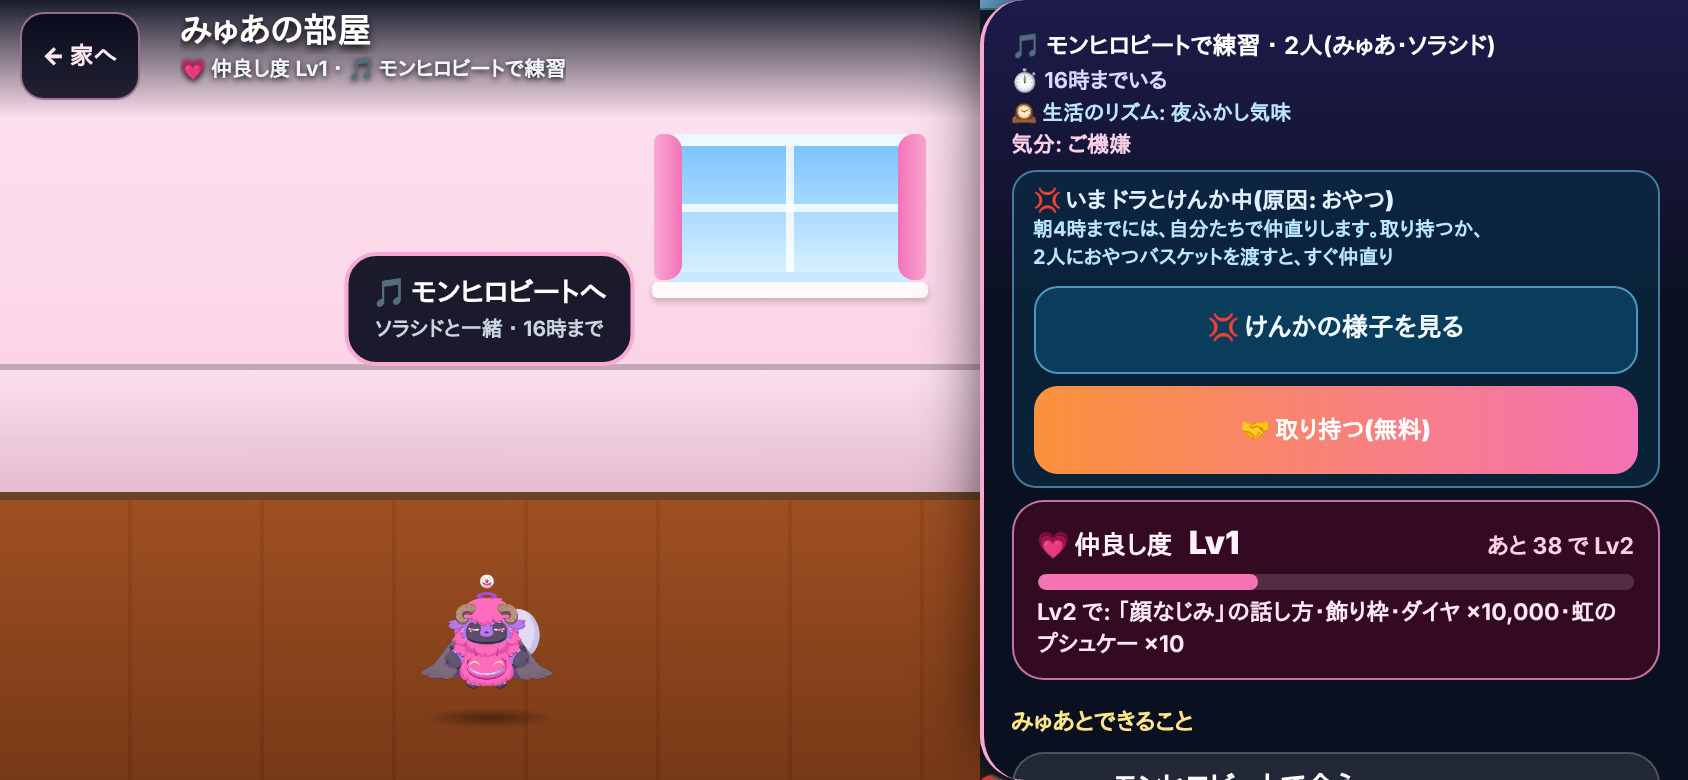 ← 家へ
みゅあの部屋
💗 仲良し度 Lv1・🎵 モンヒロビートで練習
🎵 モンヒロビートへ
ソラシドと一緒・16時まで
🎵 モンヒロビートで練習・2人(みゅあ・ソラシド)
⏱️ 16時までいる
🕰️ 生活のリズム: 夜ふかし気味
気分: ご機嫌
💢 いまドラとけんか中(原因: おやつ)
朝4時までには、自分たちで仲直りします。取り持つか、
2人におやつバスケットを渡すと、すぐ仲直り
💢 けんかの様子を見る
🤝 取り持つ(無料)
💗 仲良し度 Lv1
あと 38 で Lv2
Lv2 で: 「顔なじみ」の話し方・飾り枠・ダイヤ ×10,000・虹の
プシュケー ×10
みゅあとできること